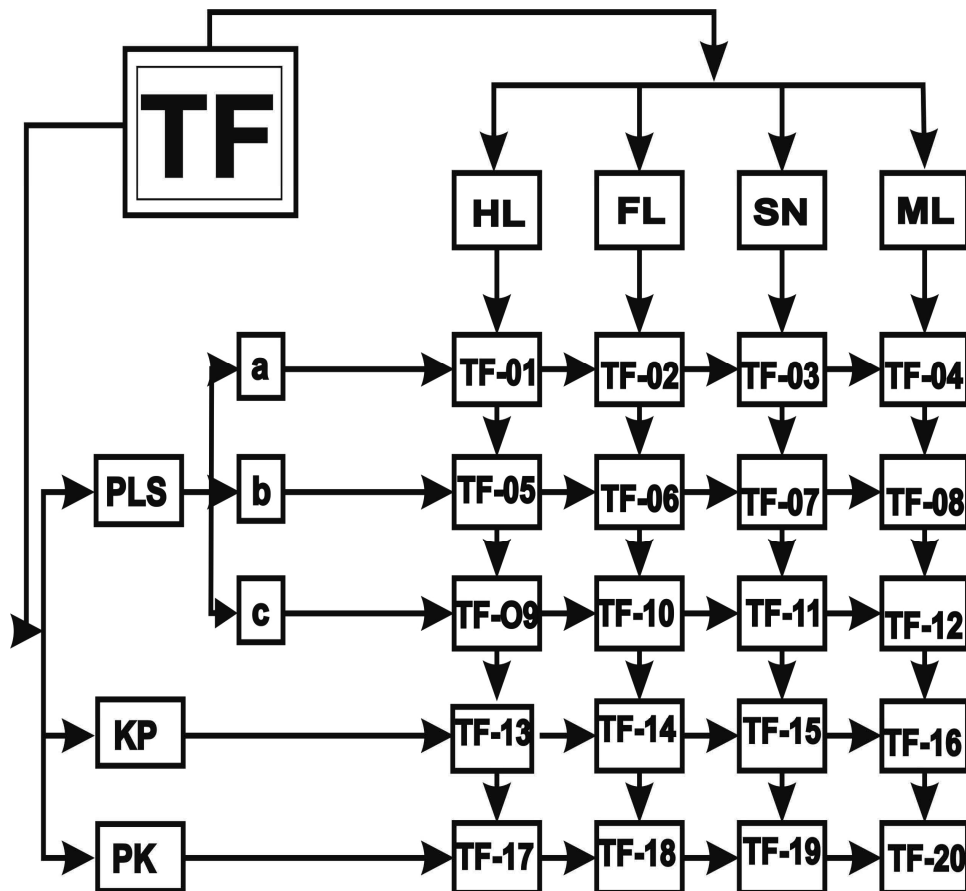 TF
HL FL SN ML
a TF-01 TF-02 TF-03 TF-04
PLS b TF-05 TF-06 TF-07 TF-08
c TF-O9 TF-10 TF-11 TF-12
KP TF-13 TF-14 TF-15 TF-16
PK TF-17 TF-18 TF-19 TF-20